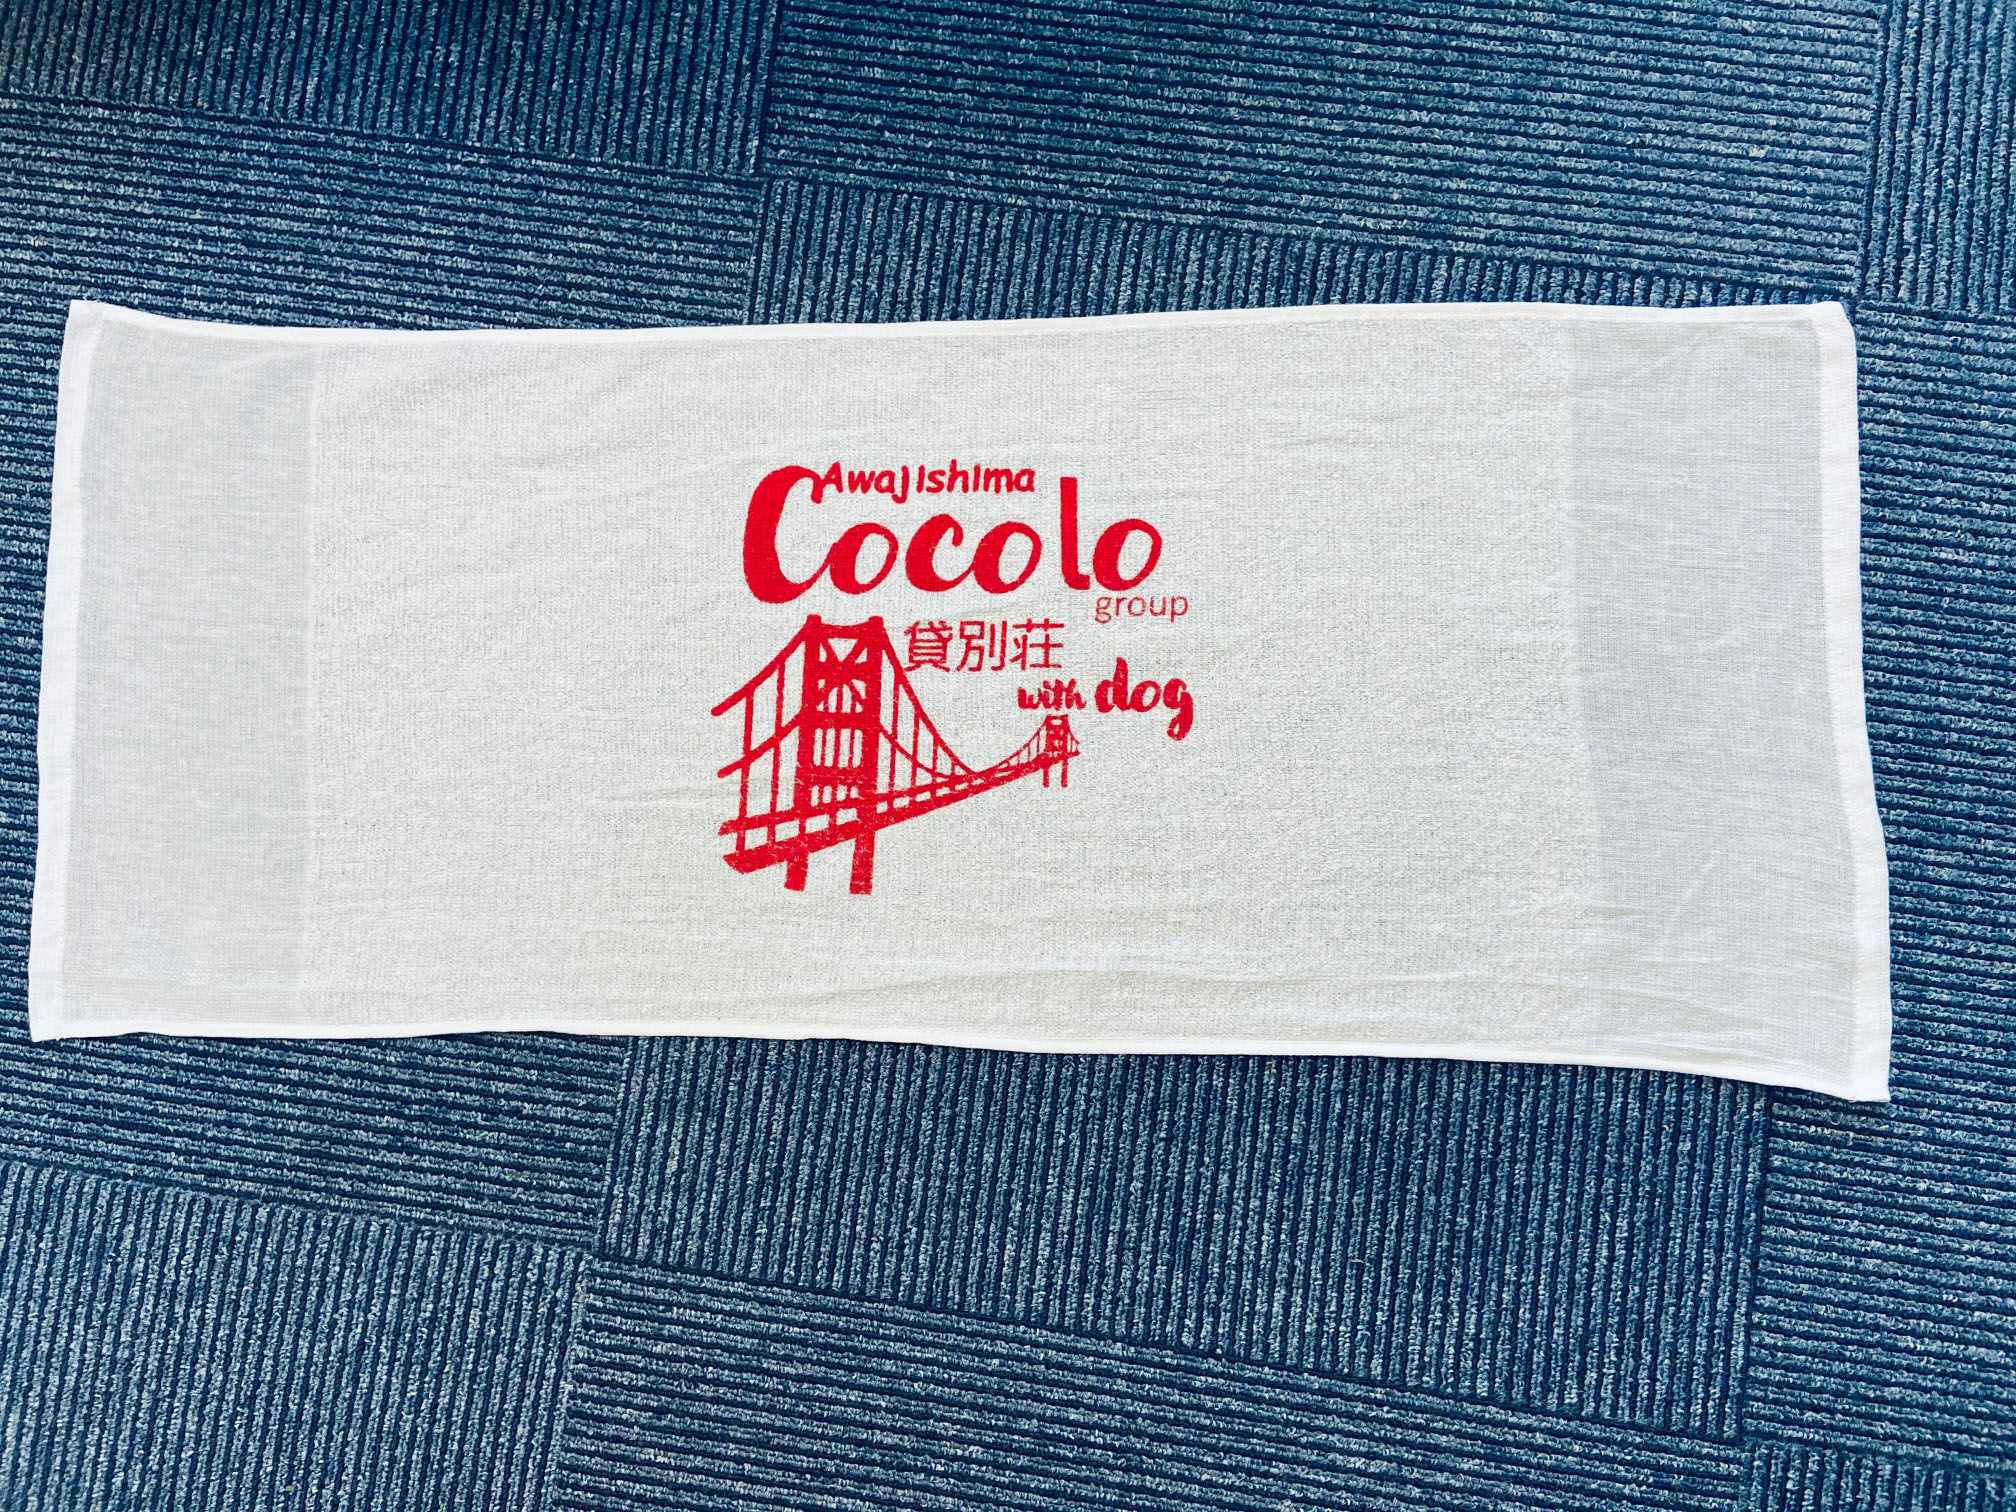 Awajishima
Cocolo
group
貸別荘
with dog